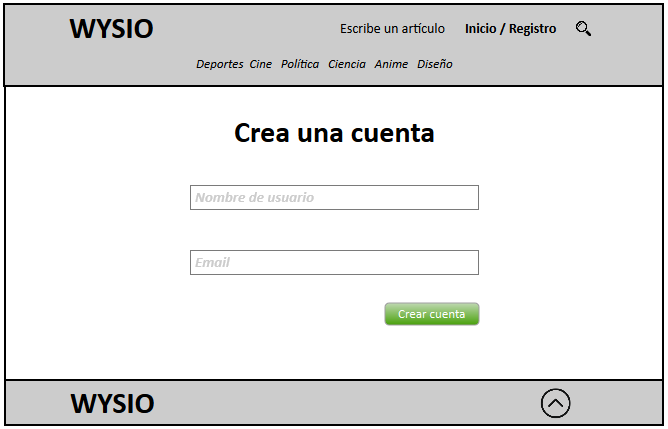 WYSIO Escribe un artículo Inicio / Registro
Deportes Cine Política Ciencia Anime Diseño
Crea una cuenta
Nombre de usuario
Email
Crear cuenta
WYSIO